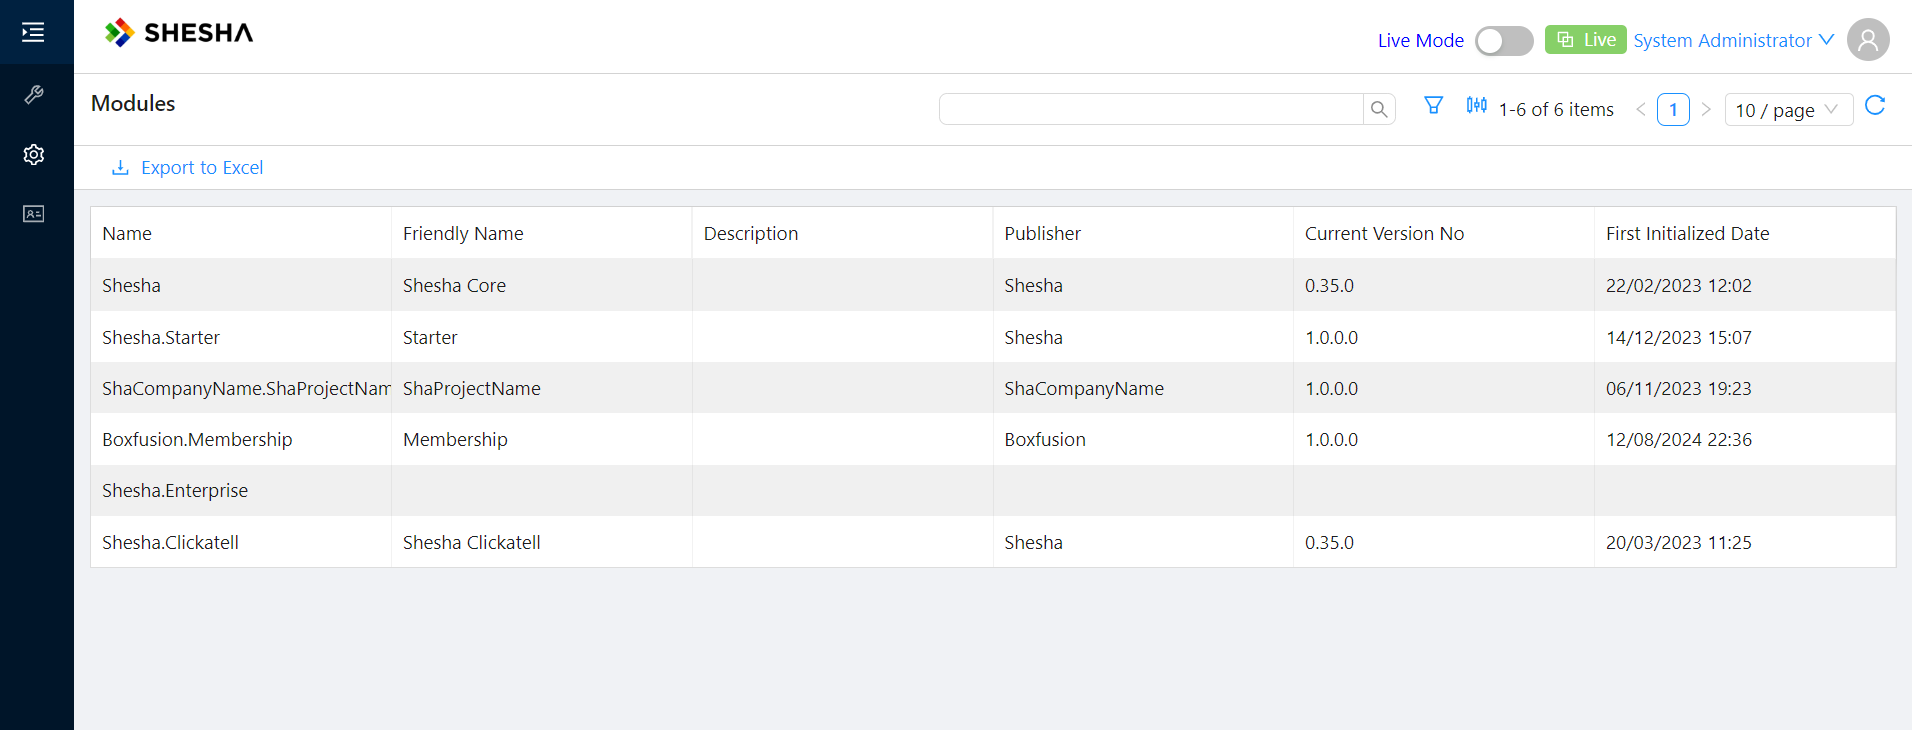 SHESHA
Live Mode Live System Administrator
Modules 1-6 of 6 items 1 10 / page
Export to Excel
Name Friendly Name Description Publisher Current Version No First Initialized Date
Shesha Shesha Core Shesha 0.35.0 22/02/2023 12:02
Shesha.Starter Starter Shesha 1.0.0.0 14/12/2023 15:07
ShaCompanyName.ShaProjectNam ShaProjectName ShaCompanyName 1.0.0.0 06/11/2023 19:23
Boxfusion.Membership Membership Boxfusion 1.0.0.0 12/08/2024 22:36
Shesha.Enterprise
Shesha.Clickatell Shesha Clickatell Shesha 0.35.0 20/03/2023 11:25